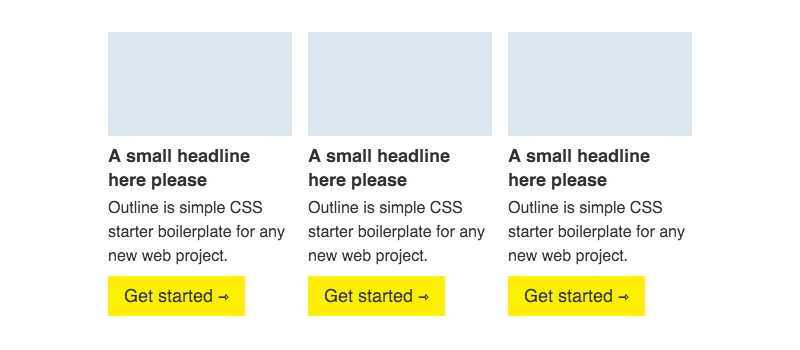 A small headline
here please
Outline is simple CSS
starter boilerplate for any
new web project.
Get started →
A small headline
here please
Outline is simple CSS
starter boilerplate for any
new web project.
Get started →
A small headline
here please
Outline is simple CSS
starter boilerplate for any
new web project.
Get started →